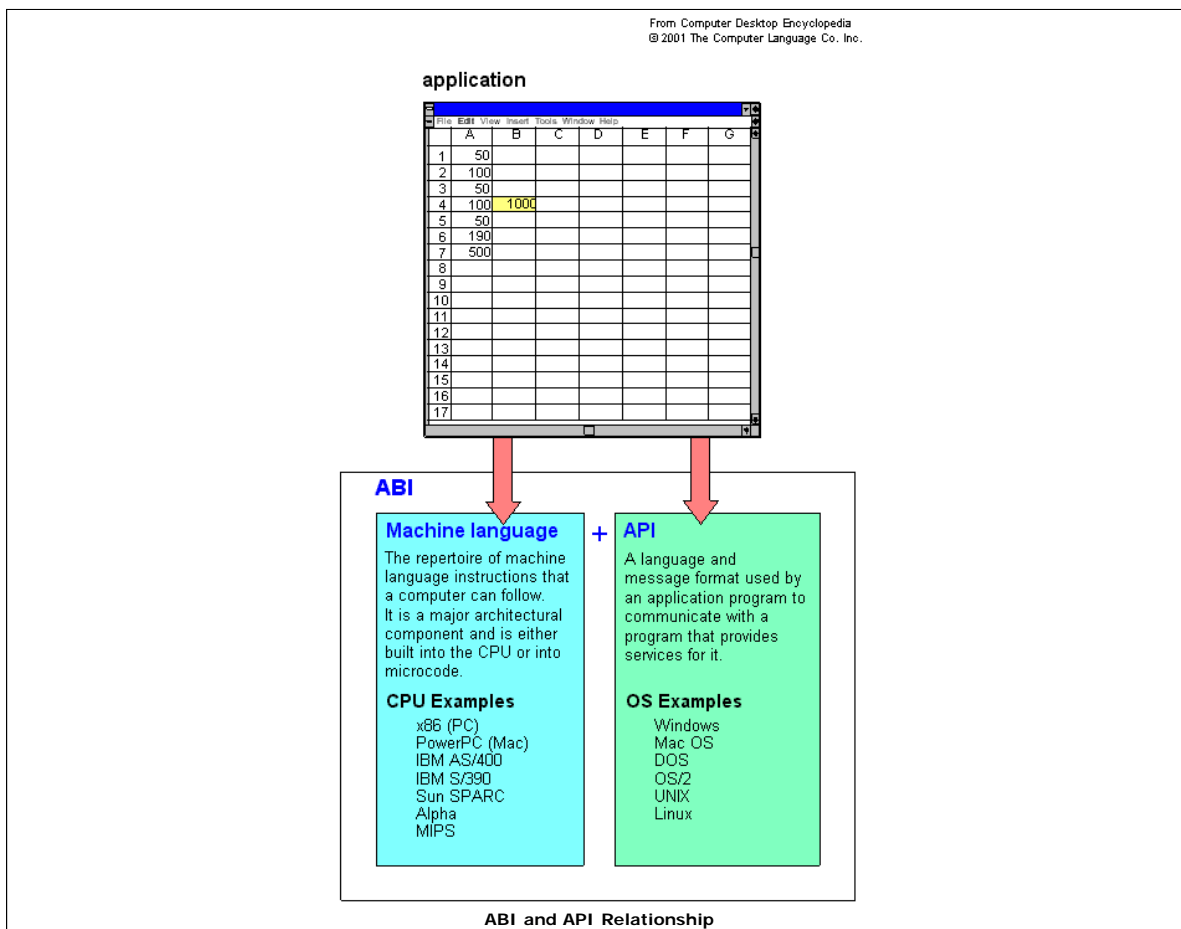 From Computer Desktop Encyclopedia
© 2001 The Computer Language Co. Inc.
application
File Edit View Insert Tools Window Help
A B C D E F G
1 50
2 100
3 50
4 100 1000
5 50
6 190
7 500
8
9
10
11
12
13
14
15
16
17
ABI
Machine language
The repertoire of machine
language instructions that
a computer can follow.
It is a major architectural
component and is either
built into the CPU or into
microcode.
CPU Examples
x86 (PC)
PowerPC (Mac)
IBM AS/400
IBM S/390
Sun SPARC
Alpha
MIPS
+
API
A language and
message format used by
an application program to
communicate with a
program that provides
services for it.
OS Examples
Windows
Mac OS
DOS
OS/2
UNIX
Linux
ABI and API Relationship